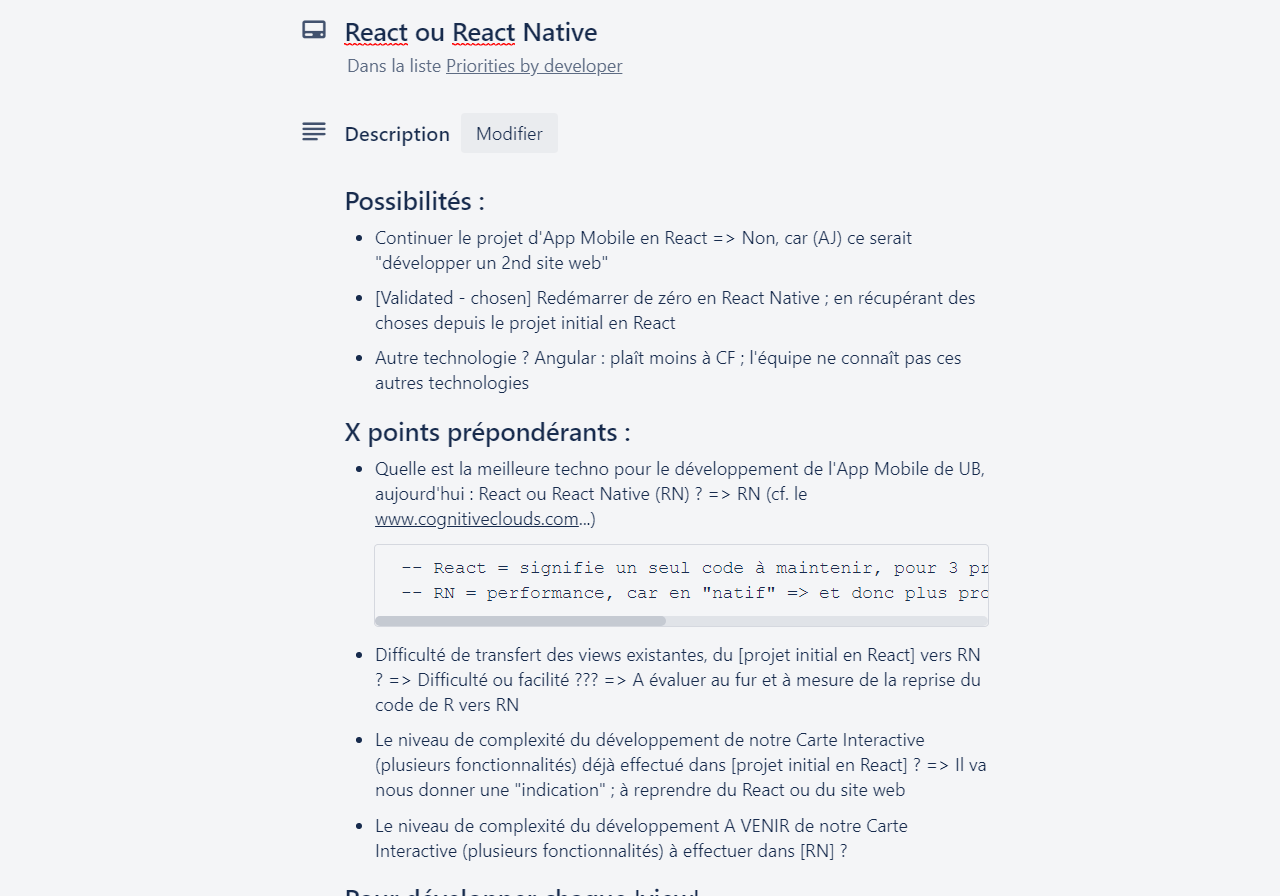 React ou React Native
Dans la liste Priorities by developer
Description Modifier
Possibilités :
Continuer le projet d'App Mobile en React => Non, car (AJ) ce serait
"développer un 2nd site web"
[Validated - chosen] Redémarrer de zéro en React Native ; en récupérant des
choses depuis le projet initial en React
Autre technologie ? Angular : plaît moins à CF ; l'équipe ne connaît pas ces
autres technologies
X points prépondérants :
Quelle est la meilleure techno pour le développement de l'App Mobile de UB,
aujourd'hui : React ou React Native (RN) ? => RN (cf. le
www.cognitiveclouds.com...)
-- React = signifie un seul code à maintenir, pour 3 pr
-- RN = performance, car en "natif" => et donc plus pro
Difficulté de transfert des views existantes, du [projet initial en React] vers RN
? => Difficulté ou facilité ??? => A évaluer au fur et à mesure de la reprise du
code de R vers RN
Le niveau de complexité du développement de notre Carte Interactive
(plusieurs fonctionnalités) déjà effectué dans [projet initial en React] ? => Il va
nous donner une "indication" ; à reprendre du React ou du site web
Le niveau de complexité du développement A VENIR de notre Carte
Interactive (plusieurs fonctionnalités) à effectuer dans [RN] ?
Pour développer chaque 'view'